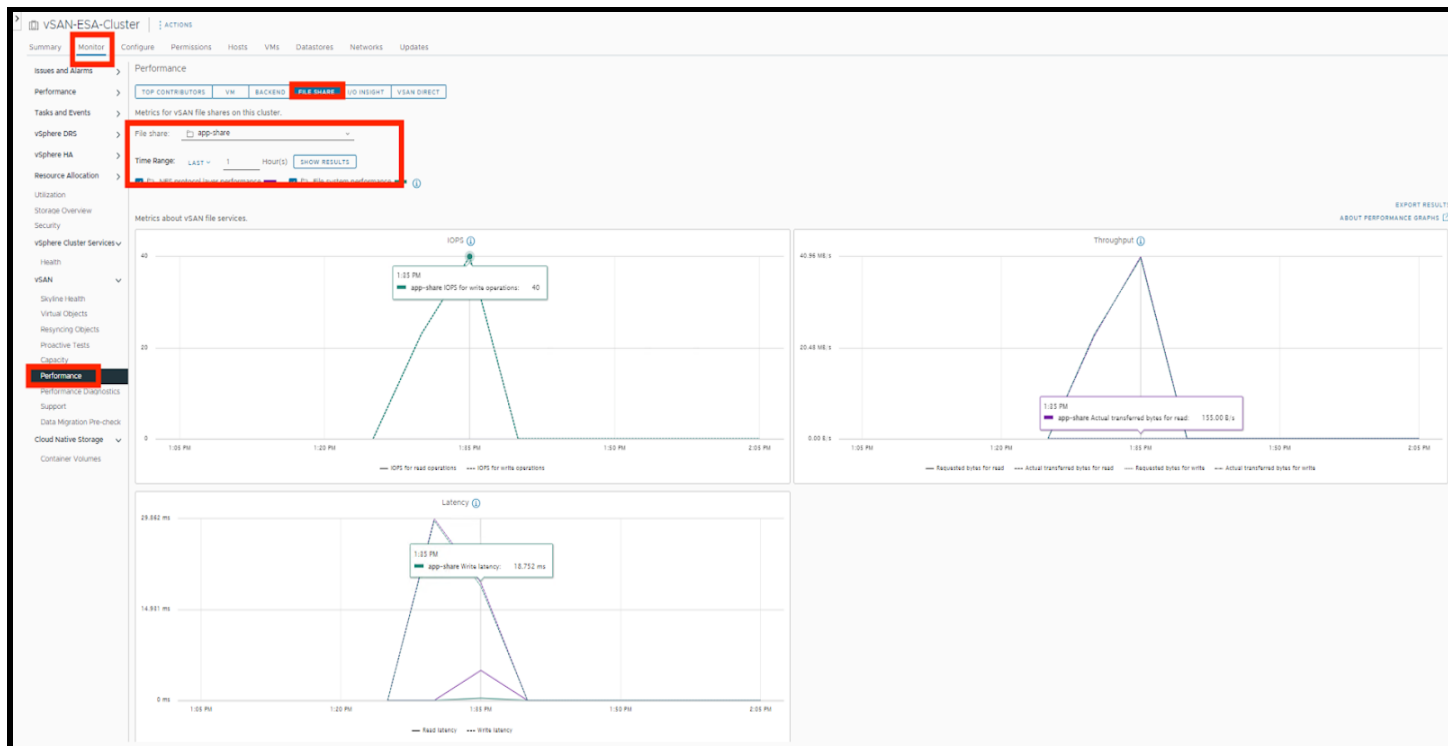 vSAN-ESA-Cluster ACTIONS
Summary Monitor Configure Permissions Hosts VMs Datastores Networks Updates
Issues and Alarms
Performance
Tasks and Events
vSphere DRS
vSphere HA
Resource Allocation
Utilization
Storage Overview
Security
vSphere Cluster Services
Health
vSAN
Skyline Health
Virtual Objects
Resyncing Objects
Proactive Tests
Capacity
Performance
Performance Diagnostics
Support
Data Migration Pre-check
Cloud Native Storage
Container Volumes
Performance
TOP CONTRIBUTORS VM BACKEND FILE SHARE I/O INSIGHT VSAN DIRECT
Metrics for vSAN file shares on this cluster.
File share: app-share
Time Range: LAST 1 Hour(s) SHOW RESULTS
NFS protocol layer performance File system performance
EXPORT RESULTS
ABOUT PERFORMANCE GRAPHS
Metrics about vSAN file services.
IOPS
40
1:35 PM
app-share IOPS for write operations: 40
20
0
1:05 PM 1:20 PM 1:35 PM 1:50 PM 2:05 PM
IOPS for read operations IOPS for write operations
Throughput
40.96 MB/s
20.48 MB/s
1:35 PM
app-share Actual transferred bytes for read: 155.00 B/s
0.00 B/s
1:05 PM 1:20 PM 1:35 PM 1:50 PM 2:05 PM
Requested bytes for read Actual transferred bytes for read Requested bytes for write Actual transferred bytes for write
Latency
1:35 PM
app-share Write latency: 18.752 ms
0 ms
1:05 PM 1:20 PM 1:35 PM 1:50 PM 2:05 PM
Read latency Write latency